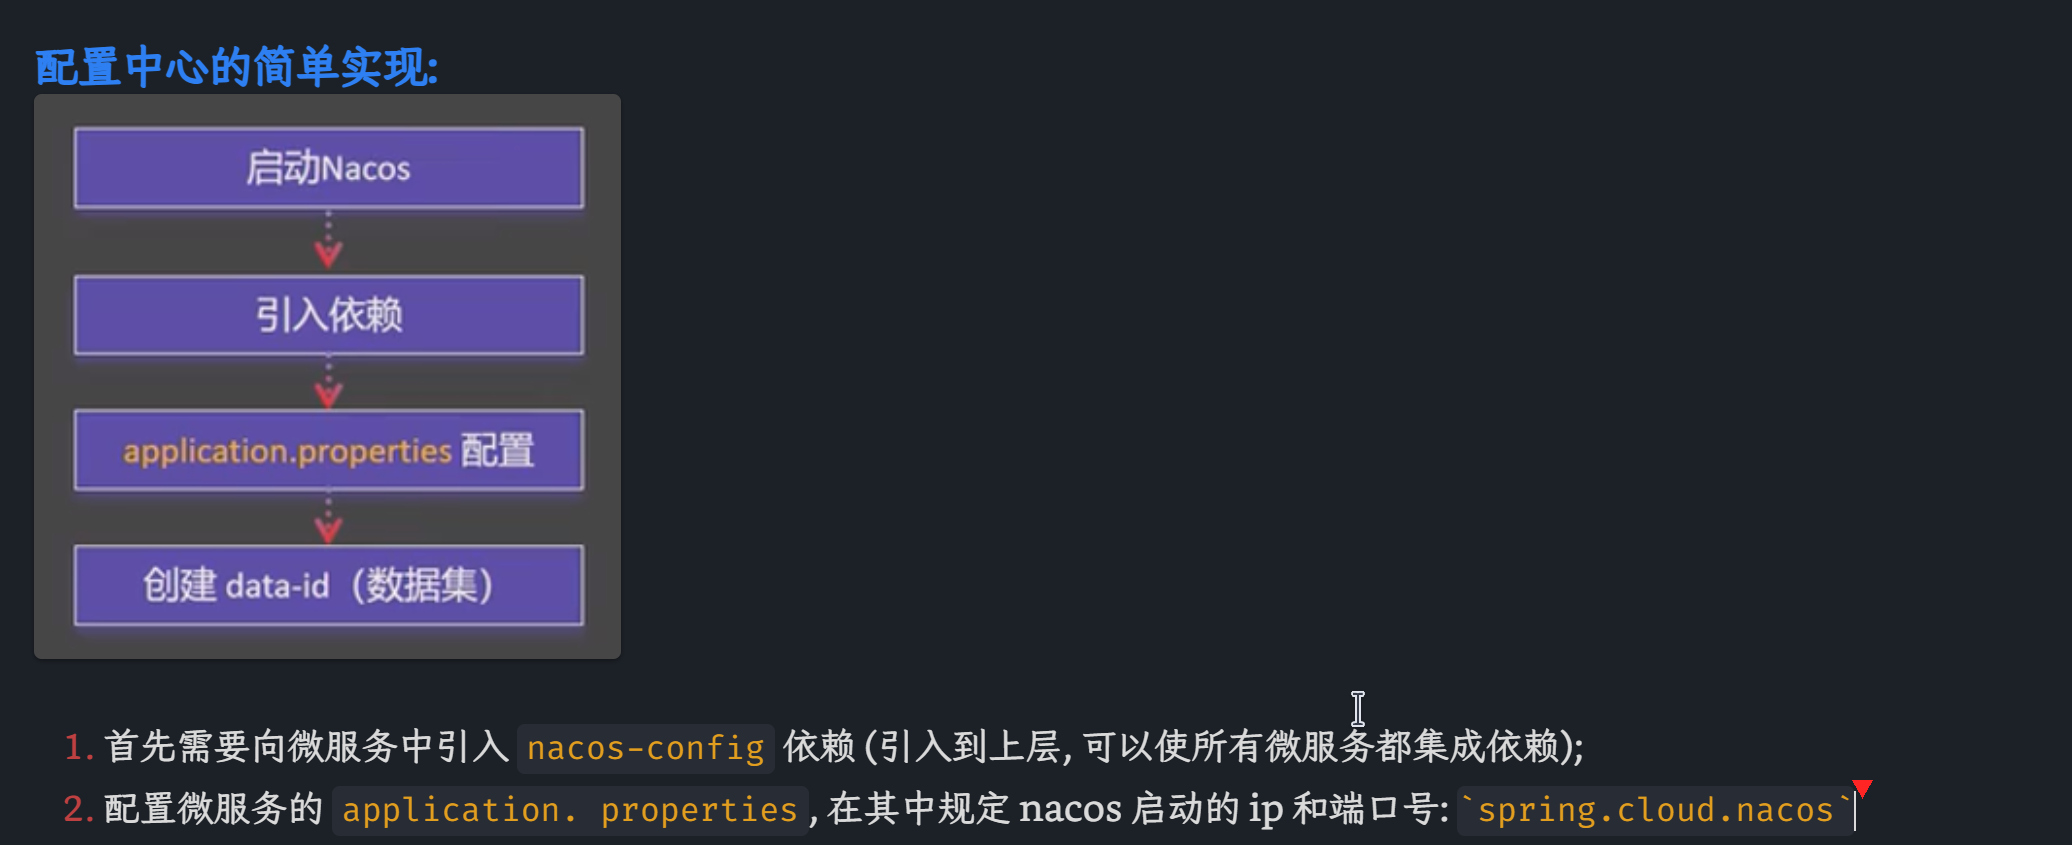 配置中心的简单实现:
启动Nacos
引入依赖
application.properties 配置
创建 data-id（数据集）
1. 首先需要向微服务中引入 nacos-config 依赖 (引入到上层, 可以使所有微服务都集成依赖);
2. 配置微服务的 application. properties, 在其中规定 nacos 启动的 ip 和端口号: `spring.cloud.nacos`